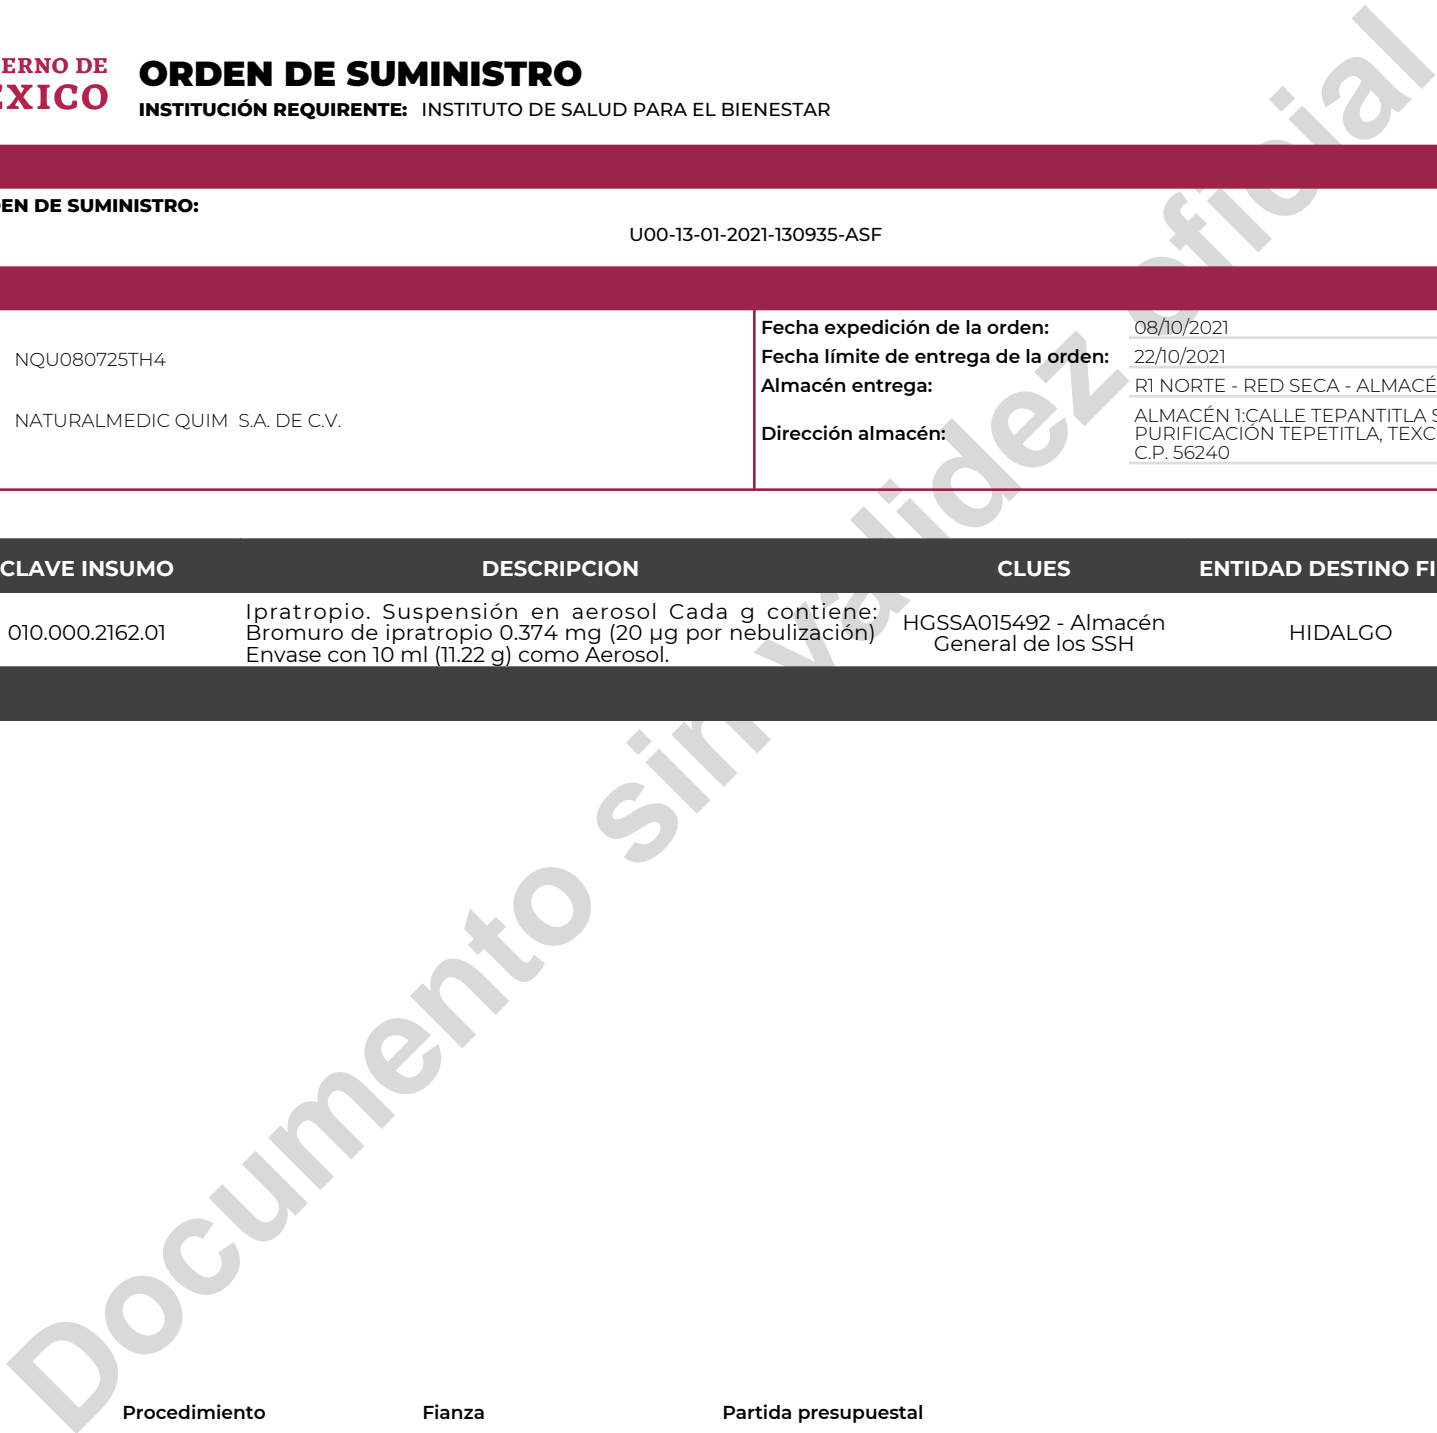 ERNO DE
EXICO
ORDEN DE SUMINISTRO
INSTITUCIÓN REQUIRENTE: INSTITUTO DE SALUD PARA EL BIENESTAR
EN DE SUMINISTRO:
U00-13-01-2021-130935-ASF
NQU080725TH4
NATURALMEDIC QUIM S.A. DE C.V.
Fecha expedición de la orden: 08/10/2021
Fecha límite de entrega de la orden: 22/10/2021
Almacén entrega: R1 NORTE - RED SECA - ALMACÉ
Dirección almacén:
ALMACÉN 1:CALLE TEPANTITLA S
PURIFICACIÓN TEPETITLA, TEXC
C.P. 56240
CLAVE INSUMO DESCRIPCION CLUES ENTIDAD DESTINO FI
010.000.2162.01
Ipratropio. Suspensión en aerosol Cada g contiene:
Bromuro de ipratropio 0.374 mg (20 µg por nebulización)
Envase con 10 ml (11.22 g) como Aerosol.
HGSSA015492 - Almacén
General de los SSH
HIDALGO
Documento sin validez oficial
Procedimiento Fianza Partida presupuestal